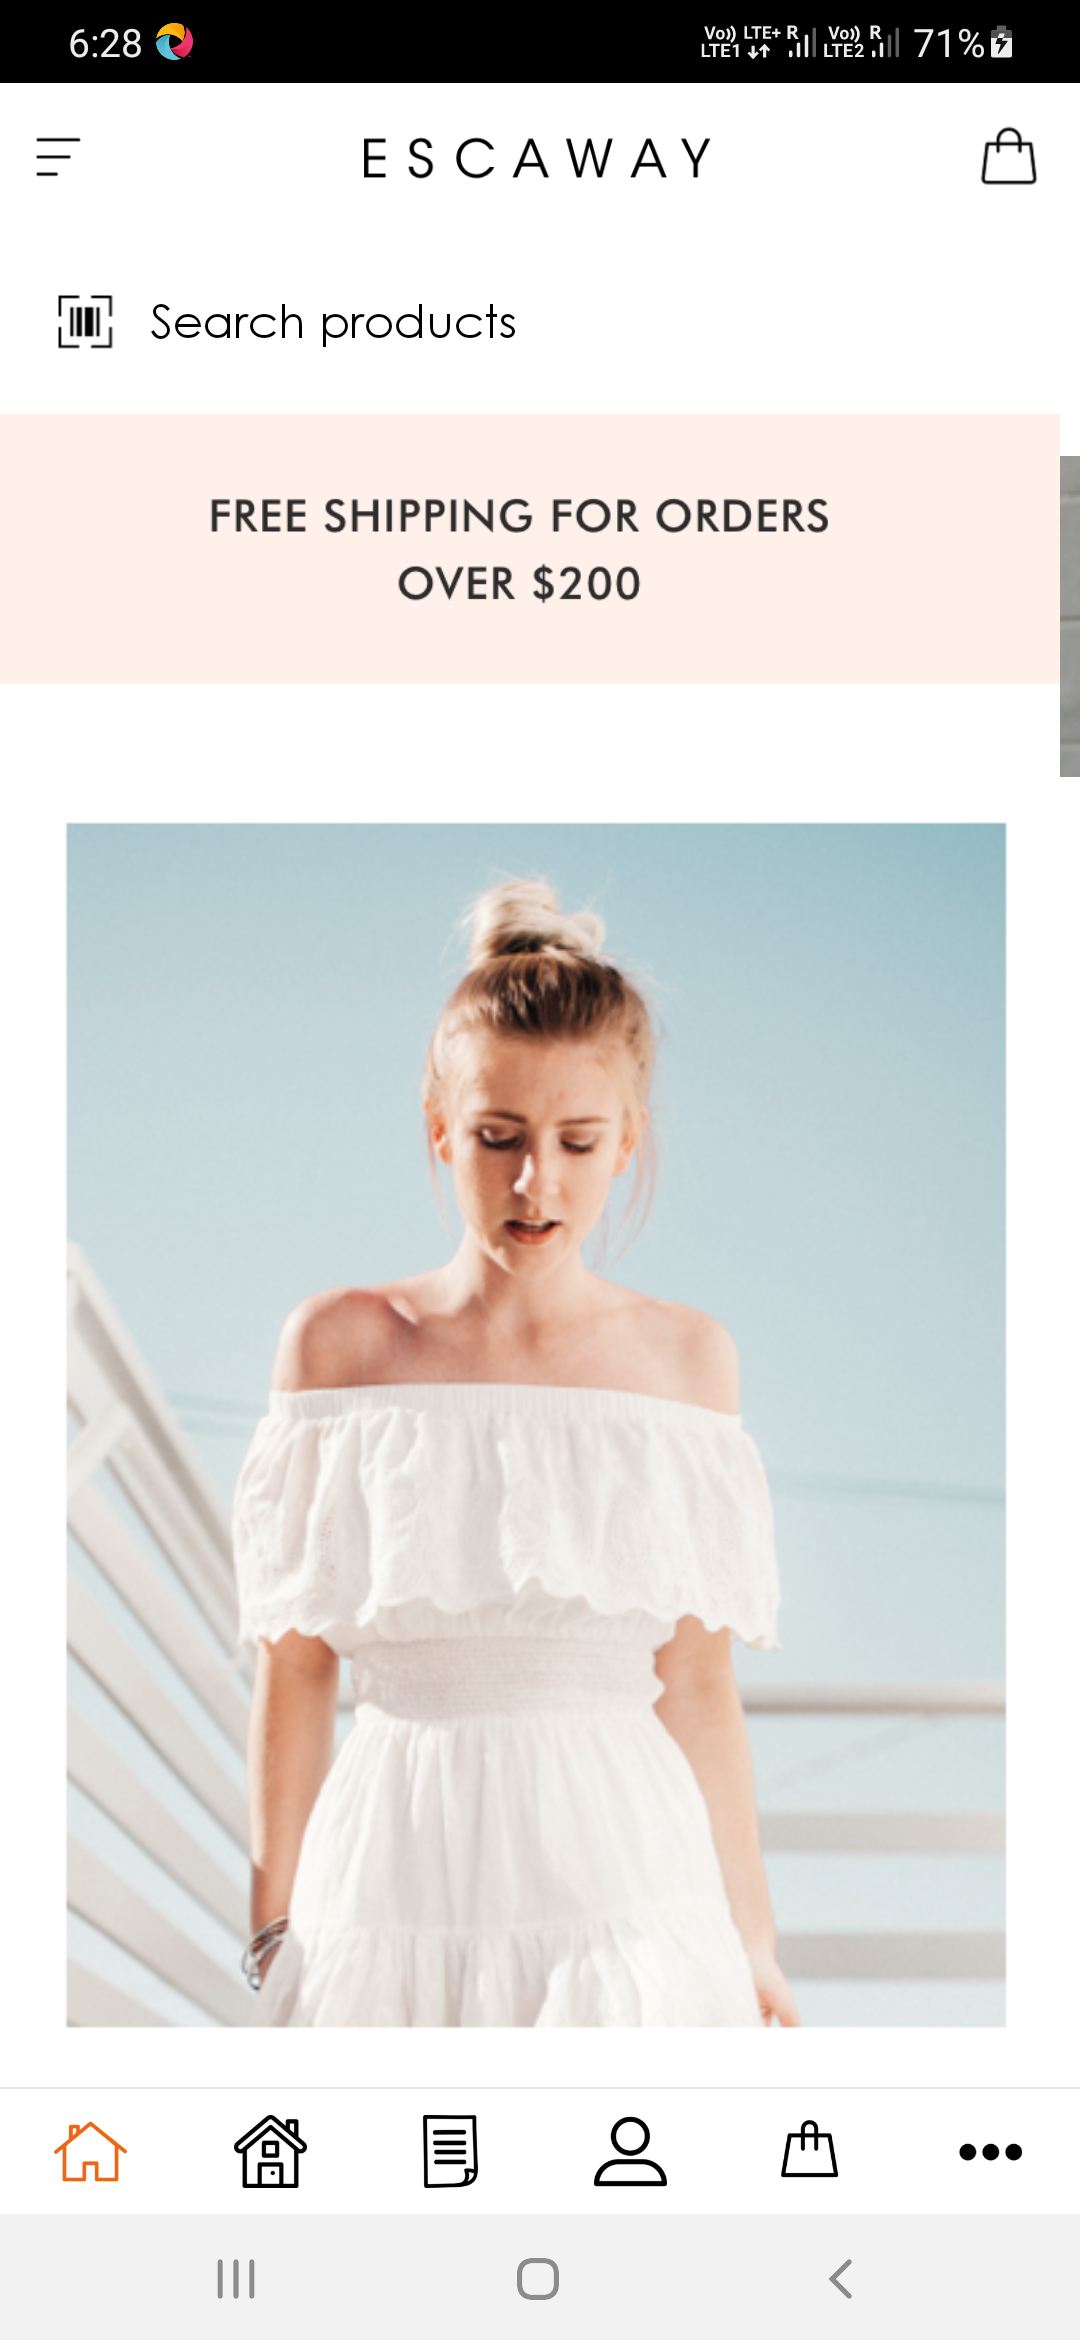 6:28
Vo)) LTE+ R Vo)) R
LTE1 LTE2 71%
ESCAWAY
Search products
FREE SHIPPING FOR ORDERS
OVER $200